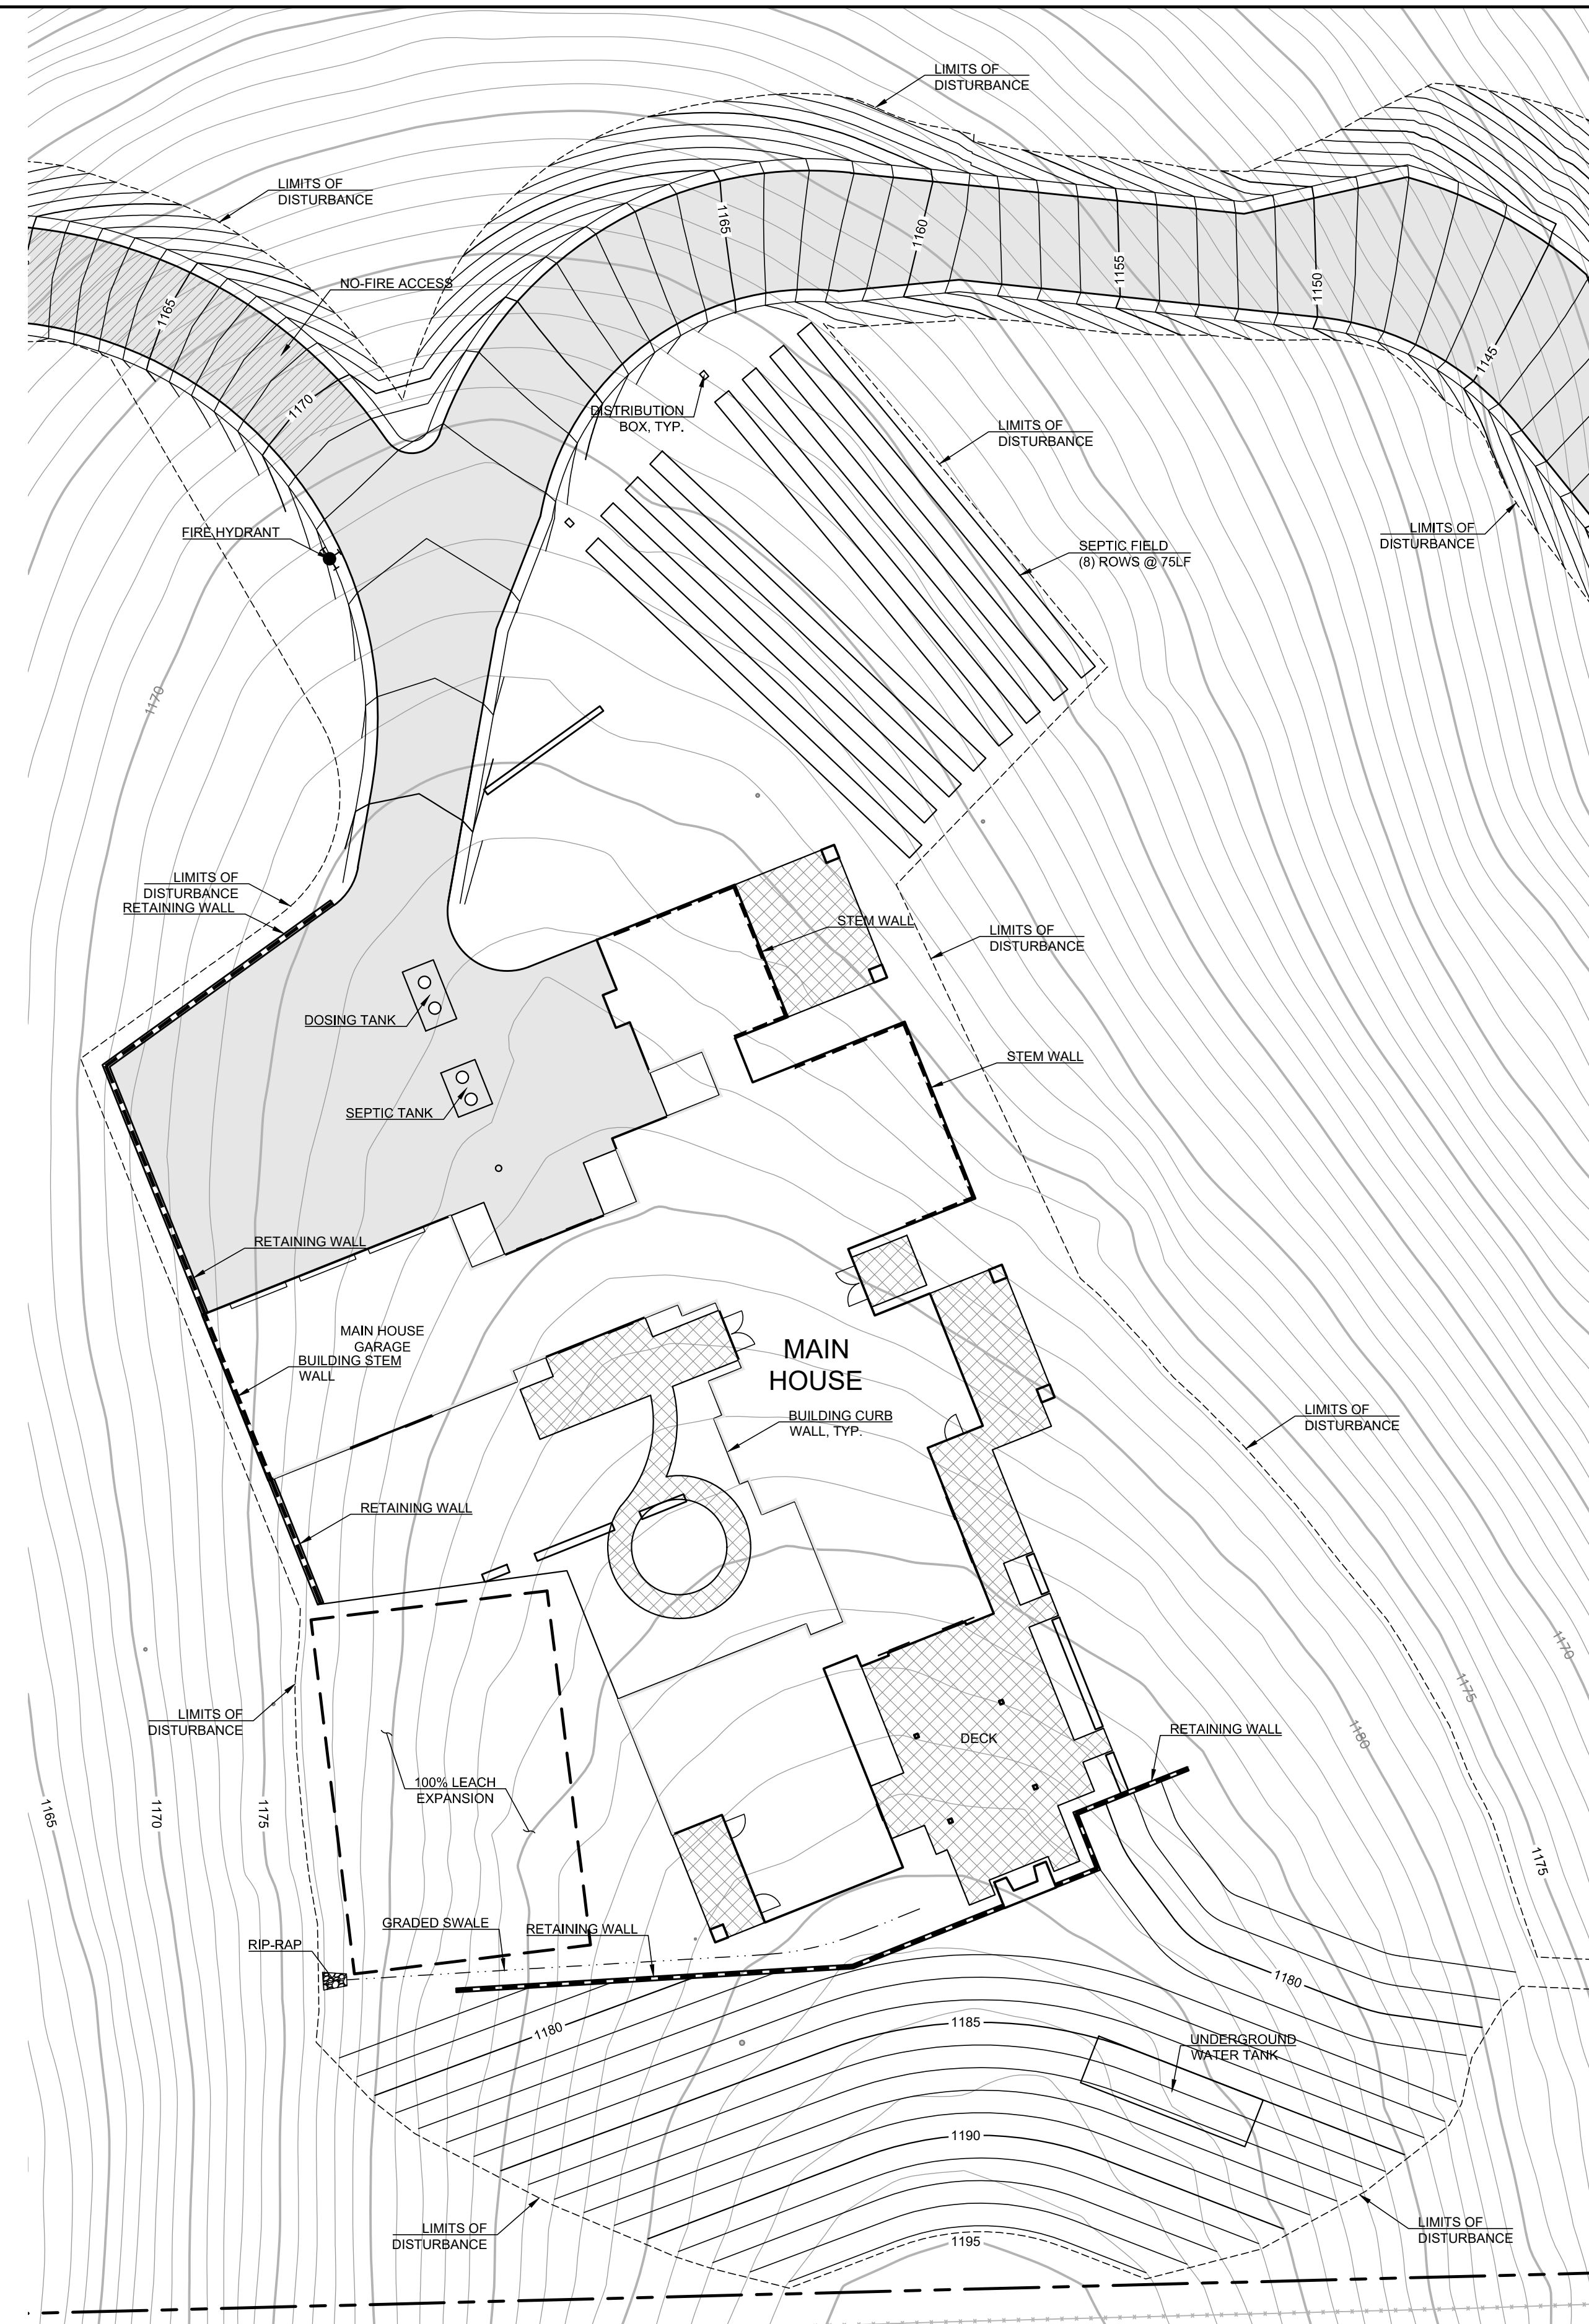 LIMITS OF
DISTURBANCE
LIMITS OF
DISTURBANCE
1165
1160
1155
1150
NO-FIRE ACCESS
1165
1145
1170
DISTRIBUTION
BOX, TYP.
LIMITS OF
DISTURBANCE
FIRE HYDRANT
LIMITS OF
DISTURBANCE
SEPTIC FIELD
(8) ROWS @ 75LF
1170
LIMITS OF
DISTURBANCE
RETAINING WALL
STEM WALL
LIMITS OF
DISTURBANCE
DOSING TANK
STEM WALL
SEPTIC TANK
RETAINING WALL
MAIN HOUSE
GARAGE
BUILDING STEM
WALL
MAIN
HOUSE
BUILDING CURB
WALL, TYP.
LIMITS OF
DISTURBANCE
RETAINING WALL
1170
1175
1180
LIMITS OF
DISTURBANCE
DECK
RETAINING WALL
100% LEACH
EXPANSION
1165
1170
1175
1175
GRADED SWALE
RETAINING WALL
RIP-RAP
1180
1180
1185
UNDERGROUND
WATER TANK
1190
LIMITS OF
DISTURBANCE
LIMITS OF
DISTURBANCE
1195